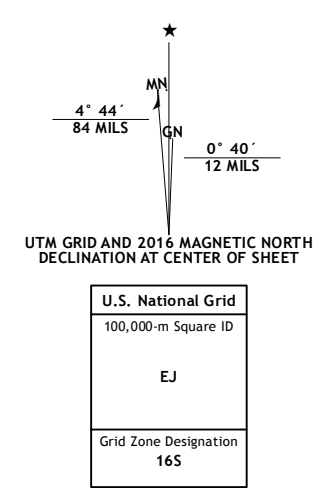 ★
MN
4° 44´
84 MILS
GN
0° 40´
12 MILS
UTM GRID AND 2016 MAGNETIC NORTH
DECLINATION AT CENTER OF SHEET
U.S. National Grid
100,000-m Square ID
EJ
Grid Zone Designation
16S